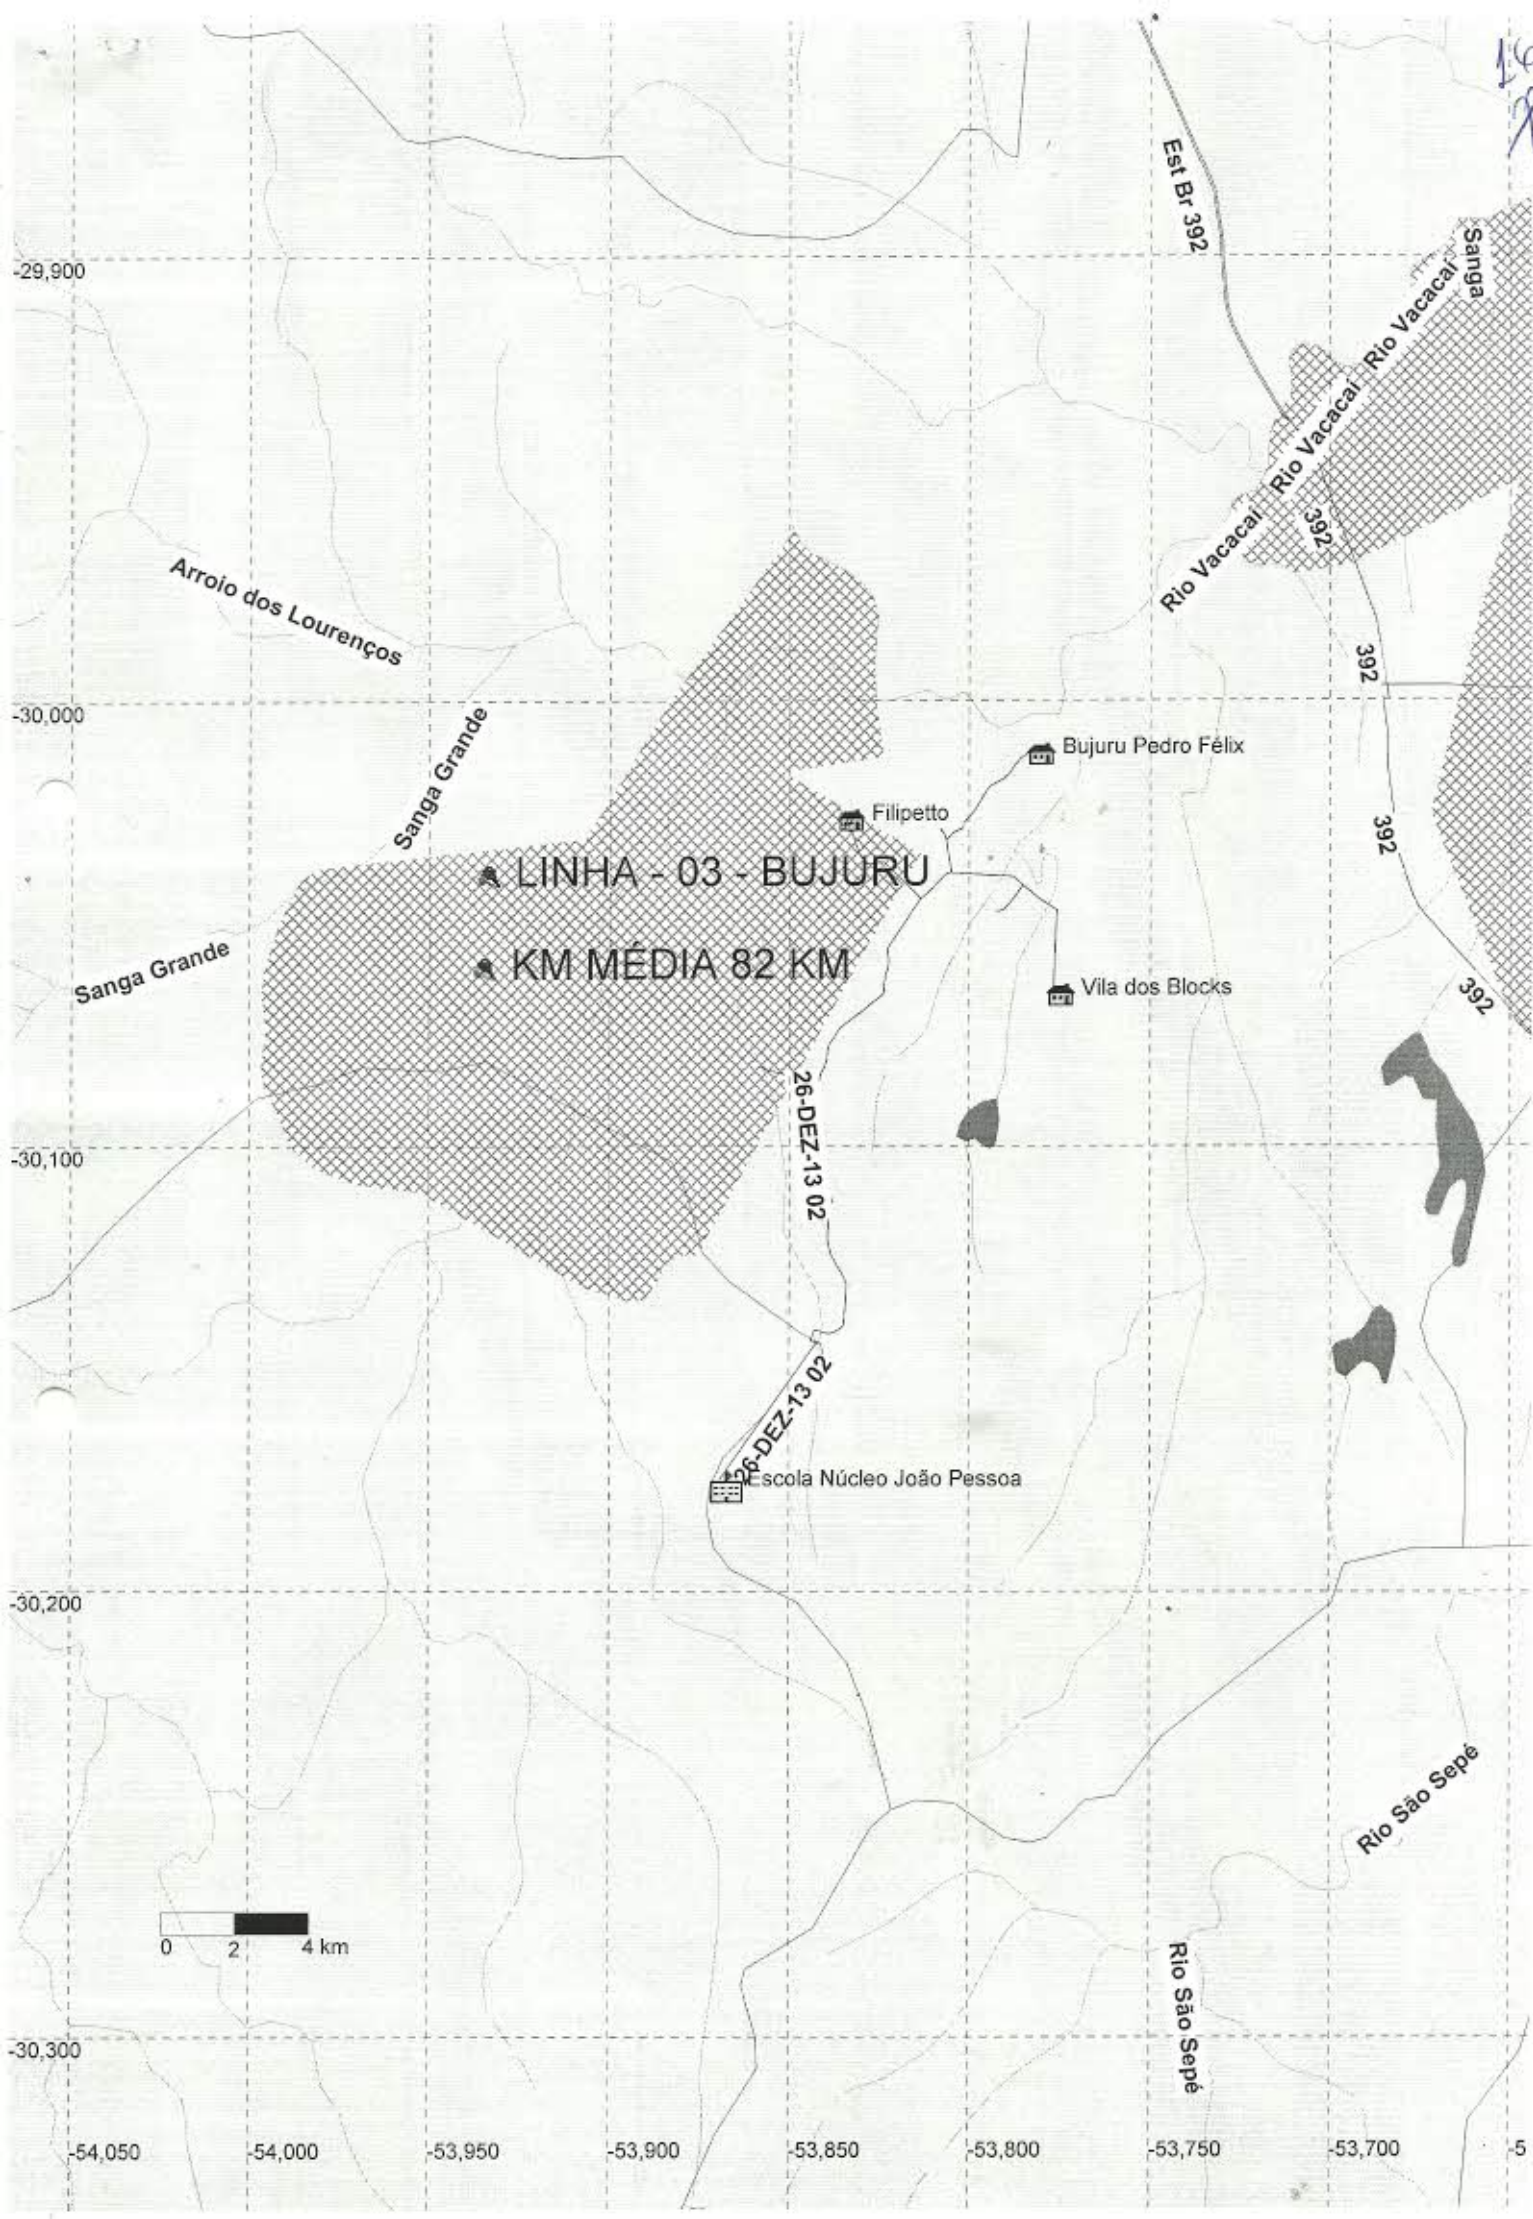 Est Br 392
-29,900
Sanga
Rio Vacacaí
Rio Vacacaí
Rio Vacacaí
392
Arroio dos Lourenços
392
-30,000
Sanga Grande
Bujuru Pedro Félix
Filipetto
392
LINHA - 03 - BUJURU
Sanga Grande
KM MÉDIA 82 KM
Vila dos Blocks
392
26-DEZ-13 02
-30,100
26-DEZ-13 02
Escola Núcleo João Pessoa
-30,200
Rio São Sepé
0 2 4 km
Rio São Sepé
-30,300
-54,050 -54,000 -53,950 -53,900 -53,850 -53,800 -53,750 -53,700 -5